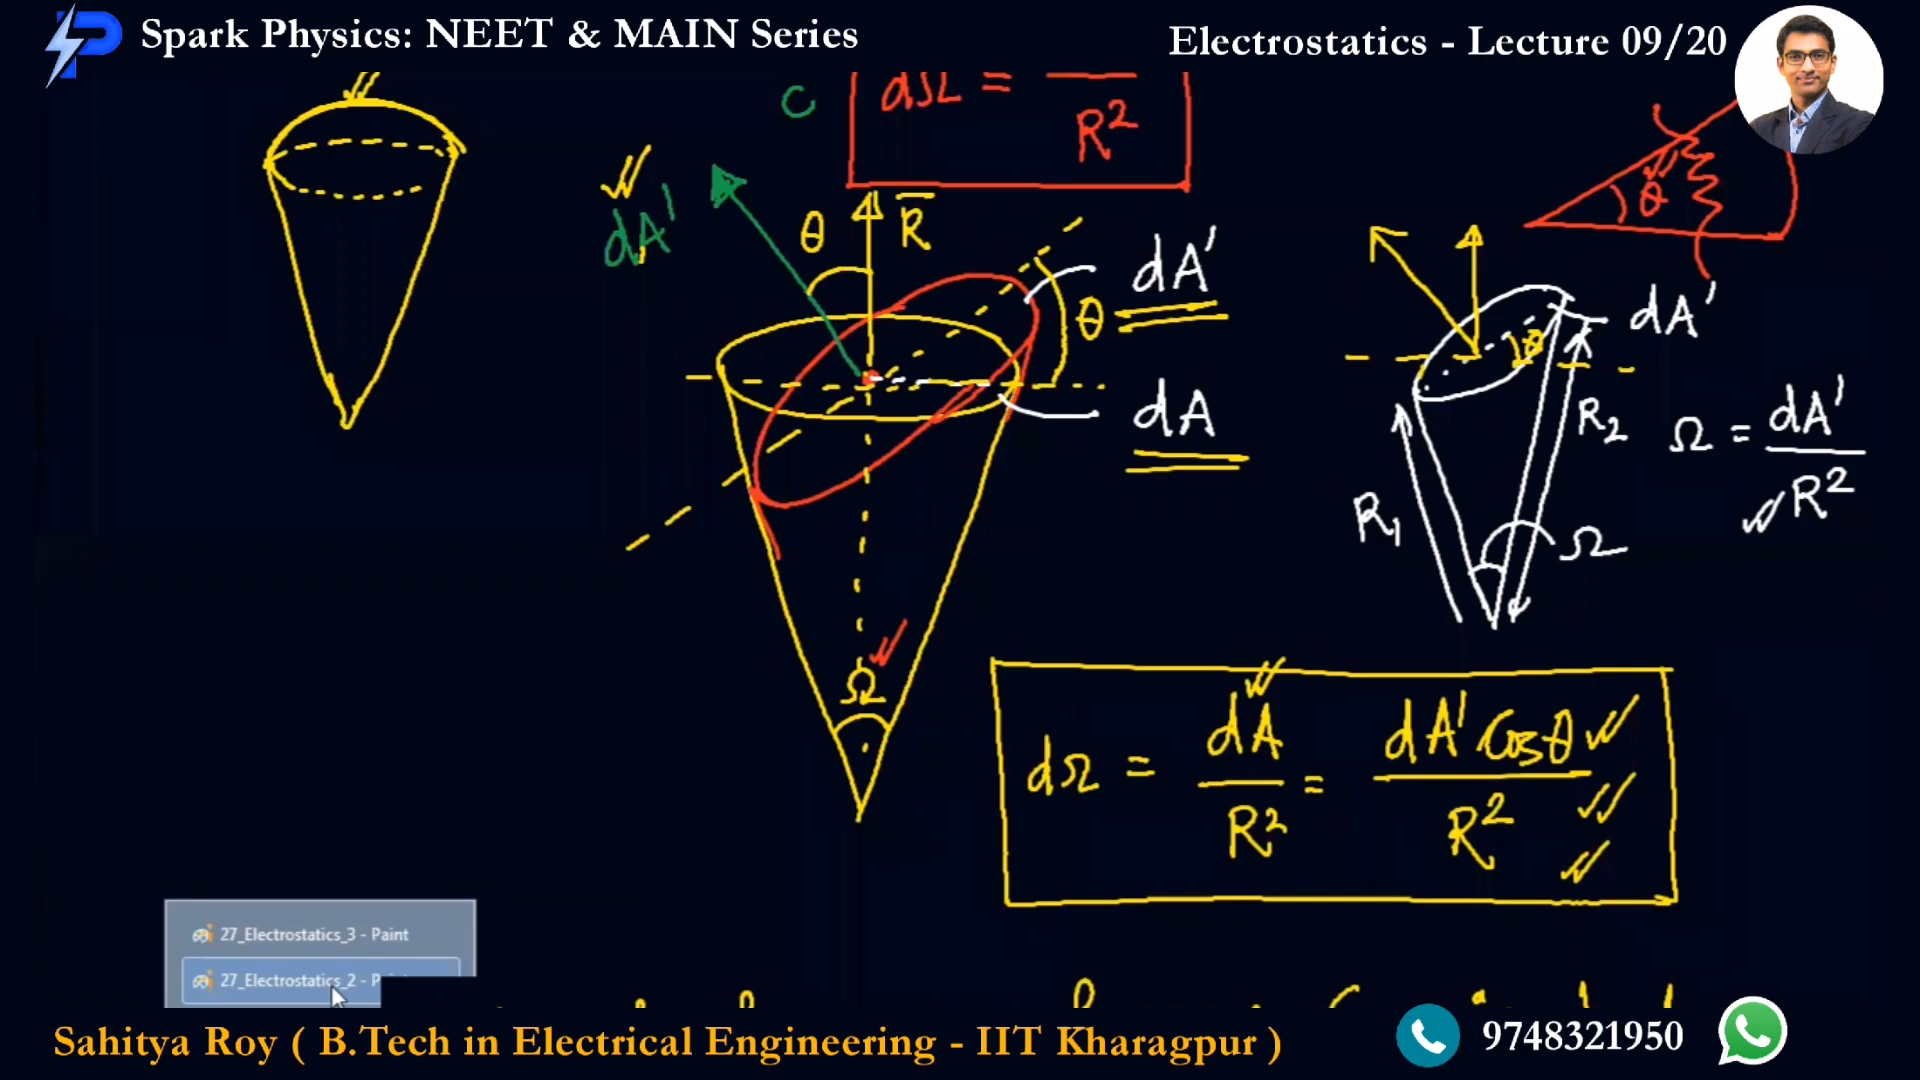 Spark Physics: NEET & MAIN Series
Electrostatics - Lecture 09/20
C
dΩ =
R²
dA'
θ
R̅
dA'
θ
dA
Ω
θ
θ
dA'
R₁
R₂
Ω
Ω = dA' / R²
dΩ = dA / R² = dA' Cosθ / R²
27_Electrostatics_3 - Paint
27_Electrostatics_2 - P
Sahitya Roy ( B.Tech in Electrical Engineering - IIT Kharagpur )
9748321950